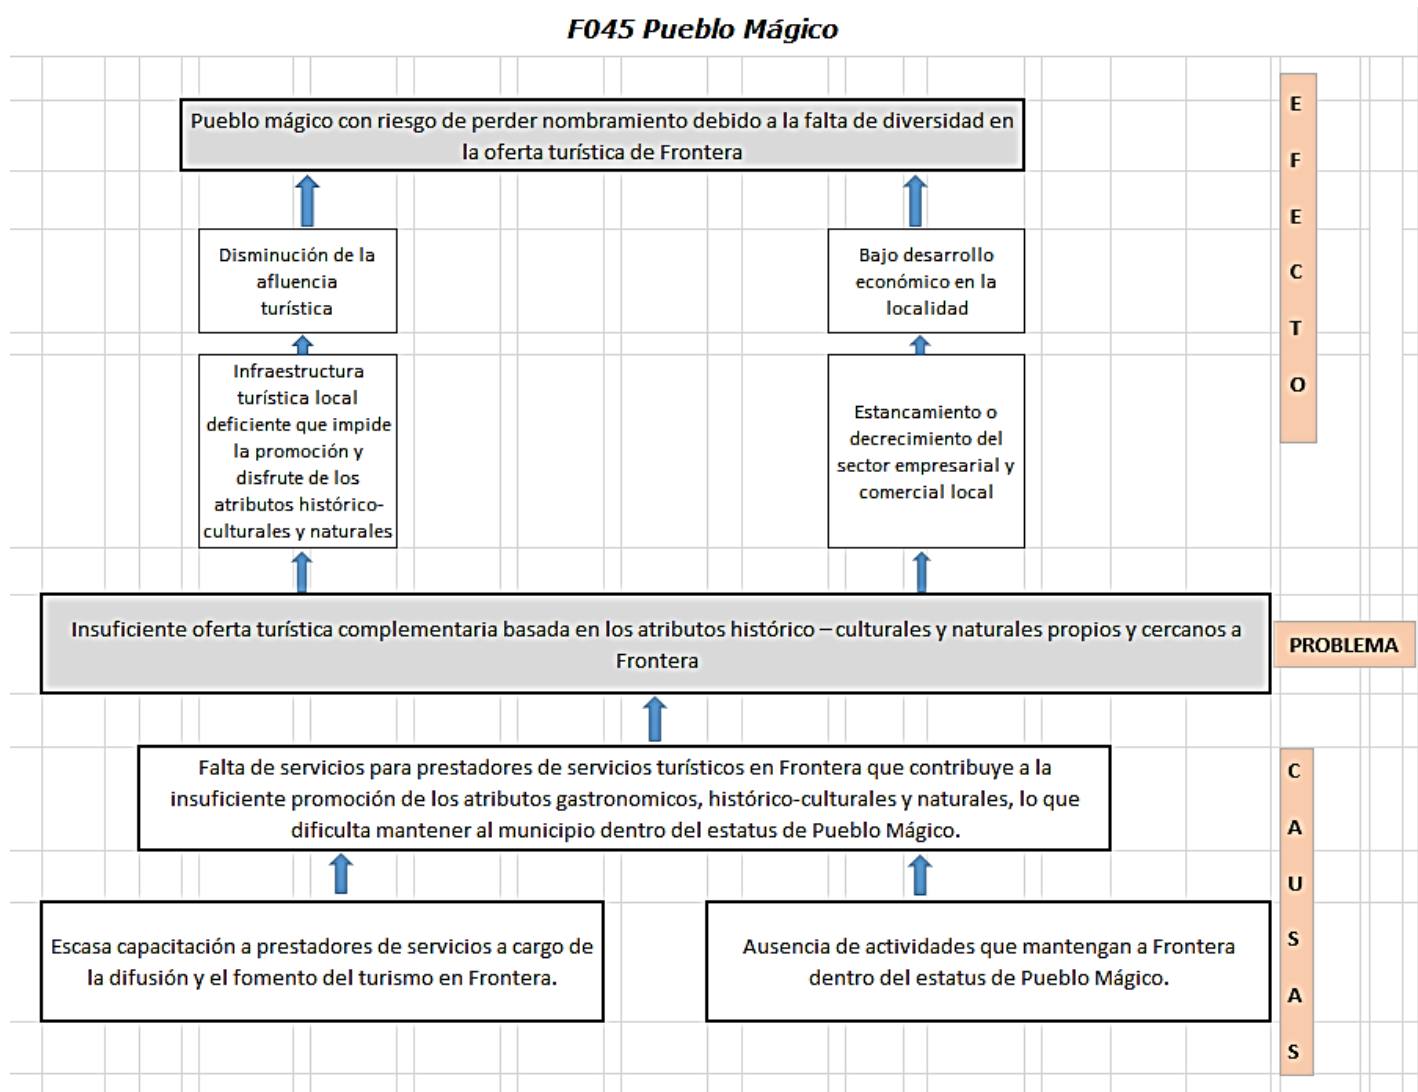 F045 Pueblo Mágico
Pueblo mágico con riesgo de perder nombramiento debido a la falta de diversidad en
la oferta turística de Frontera
Disminución de la
afluencia
turística
Bajo desarrollo
económico en la
localidad
Infraestructura
turística local
deficiente que impide
la promoción y
disfrute de los
atributos histórico-
culturales y naturales
Estancamiento o
decrecimiento del
sector empresarial y
comercial local
E
F
E
C
T
O
Insuficiente oferta turística complementaria basada en los atributos histórico – culturales y naturales propios y cercanos a
Frontera
PROBLEMA
Falta de servicios para prestadores de servicios turísticos en Frontera que contribuye a la
insuficiente promoción de los atributos gastronomicos, histórico-culturales y naturales, lo que
dificulta mantener al municipio dentro del estatus de Pueblo Mágico.
Escasa capacitación a prestadores de servicios a cargo de
la difusión y el fomento del turismo en Frontera.
Ausencia de actividades que mantengan a Frontera
dentro del estatus de Pueblo Mágico.
C
A
U
S
A
S